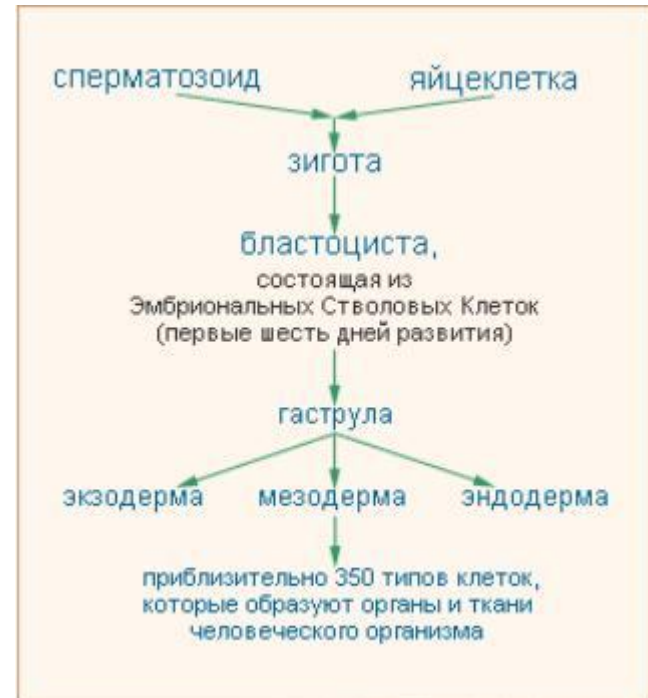 сперматозоид яйцеклетка
зигота
бластоциста,
состоящая из
Эмбриональных Стволовых Клеток
(первые шесть дней развития)
гаструла
экзодерма мезодерма эндодерма
приблизительно 350 типов клеток,
которые образуют органы и ткани
человеческого организма